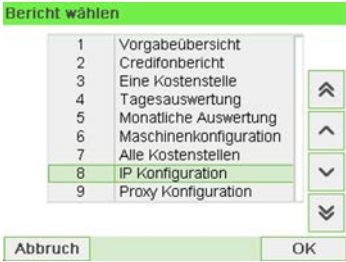 Bericht wählen
1 Vorgabeübersicht
2 Credifonbericht
3 Eine Kostenstelle
4 Tagesauswertung
5 Monatliche Auswertung
6 Maschinenkonfiguration
7 Alle Kostenstellen
8 IP Konfiguration
9 Proxy Konfiguration
Abbruch OK